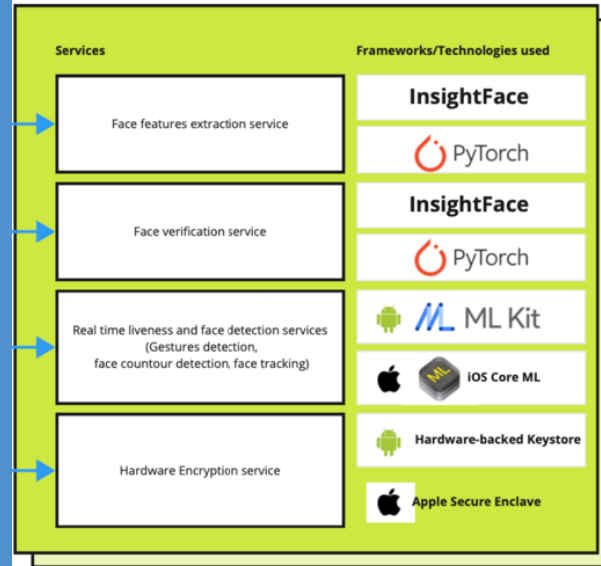 Services
Frameworks/Technologies used
Face features extraction service
InsightFace
PyTorch
Face verification service
InsightFace
PyTorch
Real time liveness and face detection services
(Gestures detection,
face countour detection, face tracking)
ML Kit
ML
iOS Core ML
Hardware Encryption service
Hardware-backed Keystore
Apple Secure Enclave